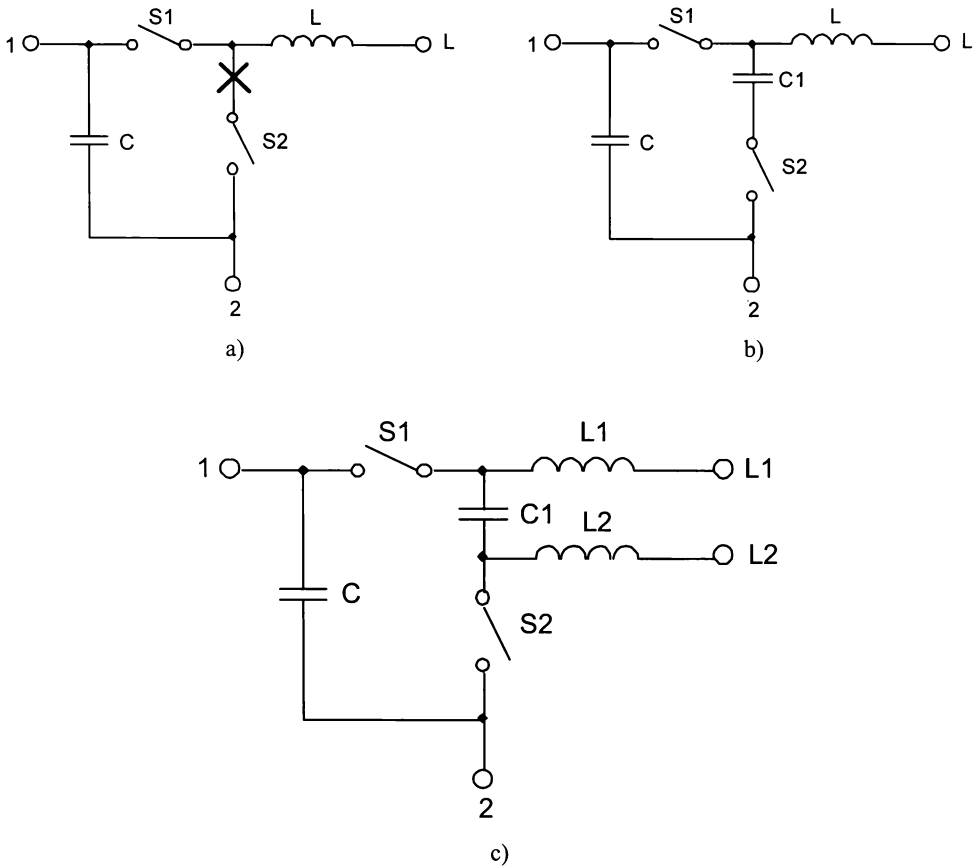 S1 L S1 L
1 L 1 L
C1
C S2 C S2
2 2
a) b)
S1 L1
1 L1
C1 L2
L2
C
S2
2
c)